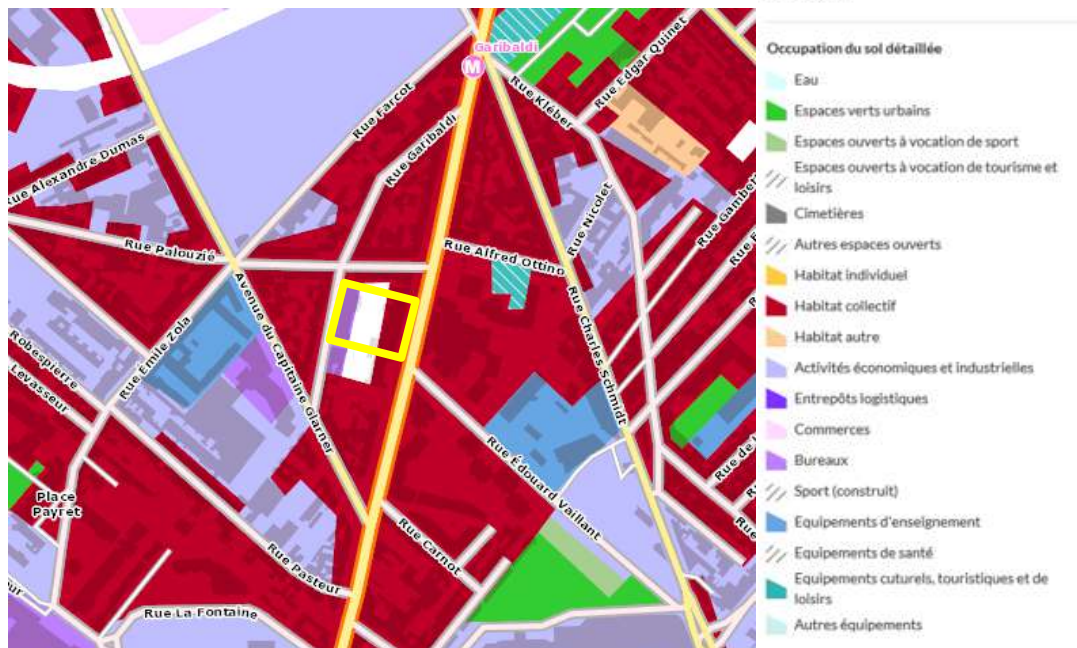 Garibaldi
M
Rue Edgar Quinet
Rue Kléber
Rue Farcot
Rue Garibaldi
Rue Alexandre Dumas
Rue Nicolet
Rue Gambet
Rue Palouzié
Rue Alfred Ottino
Avenue du Capitaine Glarner
Rue Émile Zola
Rue Charles Schmidt
Robespierre
Levasseur
Rue Édouard Vaillant
Rue de
Place
Payret
Rue Carnot
Rue Pasteur
Rue La Fontaine
Occupation du sol détaillée
Eau
Espaces verts urbains
Espaces ouverts à vocation de sport
Espaces ouverts à vocation de tourisme et
loisirs
Cimetières
Autres espaces ouverts
Habitat individuel
Habitat collectif
Habitat autre
Activités économiques et industrielles
Entrepôts logistiques
Commerces
Bureaux
Sport (construit)
Equipements d'enseignement
Equipements de santé
Equipements cuturels, touristiques et de
loisirs
Autres équipements